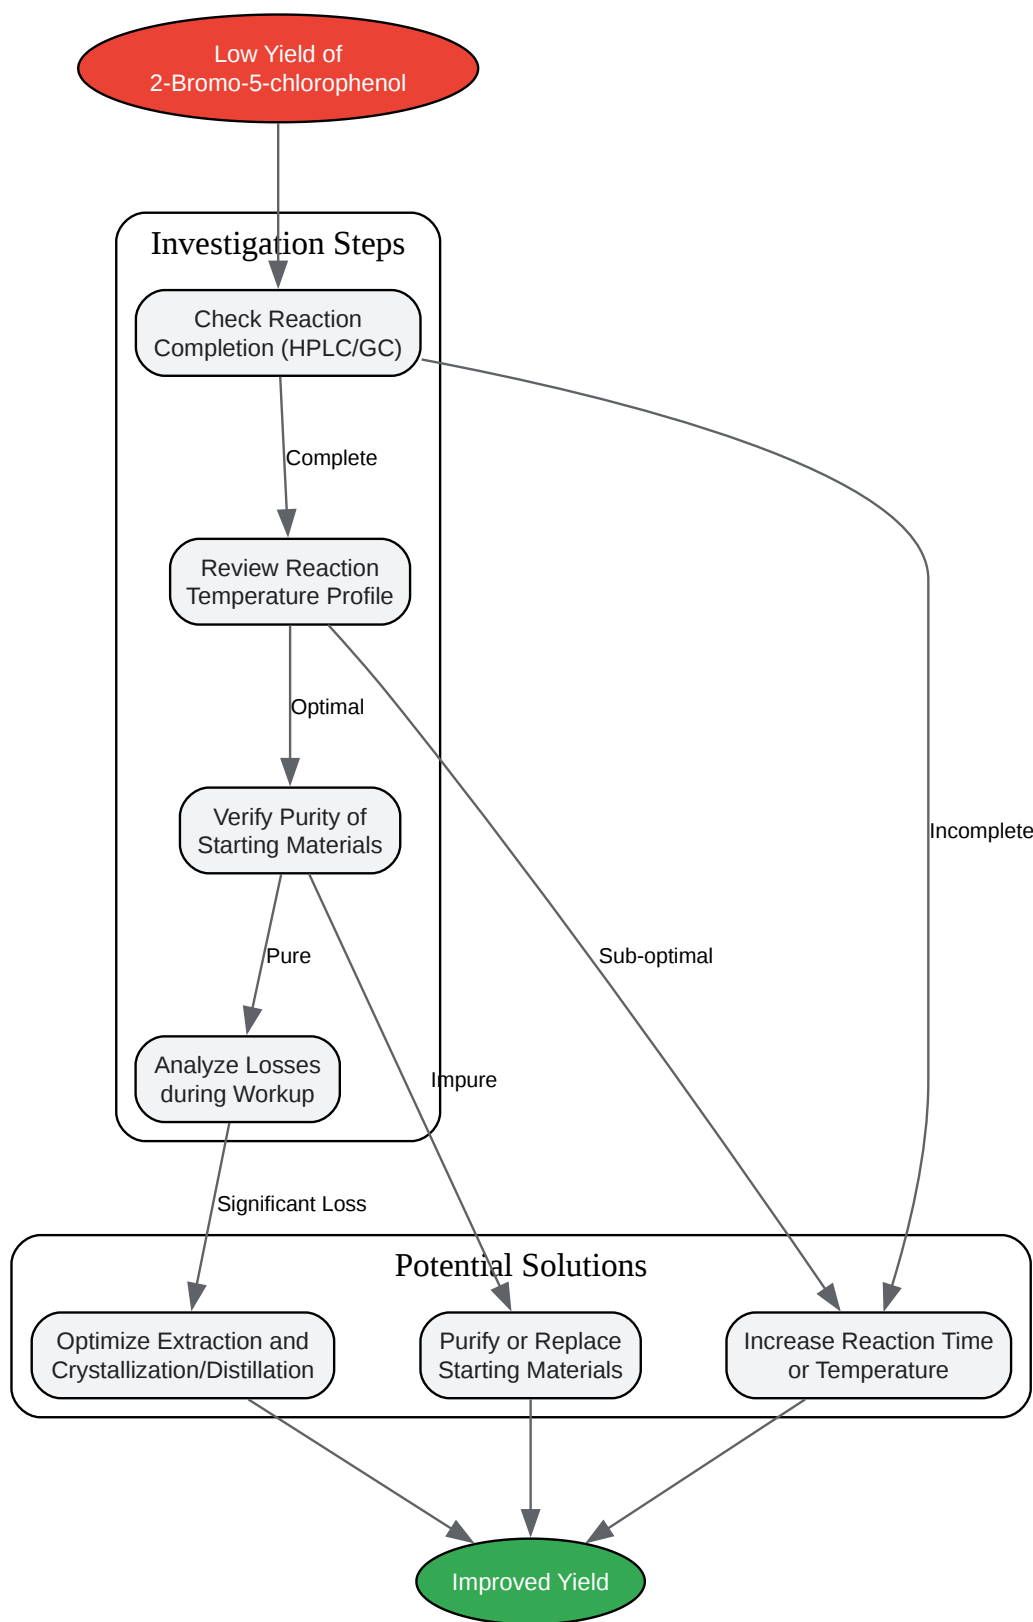 Low Yield of
2-Bromo-5-chlorophenol
Investigation Steps
Check Reaction
Completion (HPLC/GC)
Complete
Review Reaction
Temperature Profile
Optimal
Verify Purity of
Starting Materials
Incomplete
Pure
Sub-optimal
Analyze Losses
during Workup
Impure
Significant Loss
Potential Solutions
Optimize Extraction and
Crystallization/Distillation
Purify or Replace
Starting Materials
Increase Reaction Time
or Temperature
Improved Yield